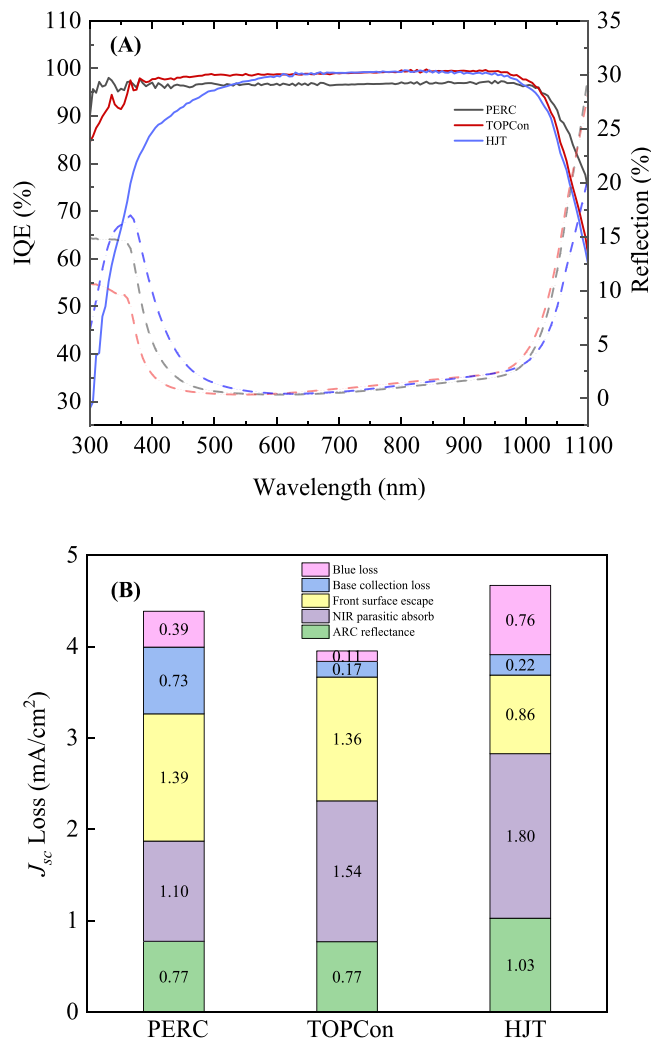 (A)
110
100
90
80
70
60
50
40
30
IQE (%)
35
30
25
20
15
10
5
0
Reflection (%)
PERC
TOPCon
HJT
300 400 500 600 700 800 900 1000 1100
Wavelength (nm)
(B)
5
4
3
2
1
0
Jsc Loss (mA/cm²)
Blue loss
Base collection loss
Front surface escape
NIR parasitic absorb
ARC reflectance
0.39
0.73
1.39
1.10
0.77
0.11
0.17
1.36
1.54
0.77
0.76
0.22
0.86
1.80
1.03
PERC TOPCon HJT